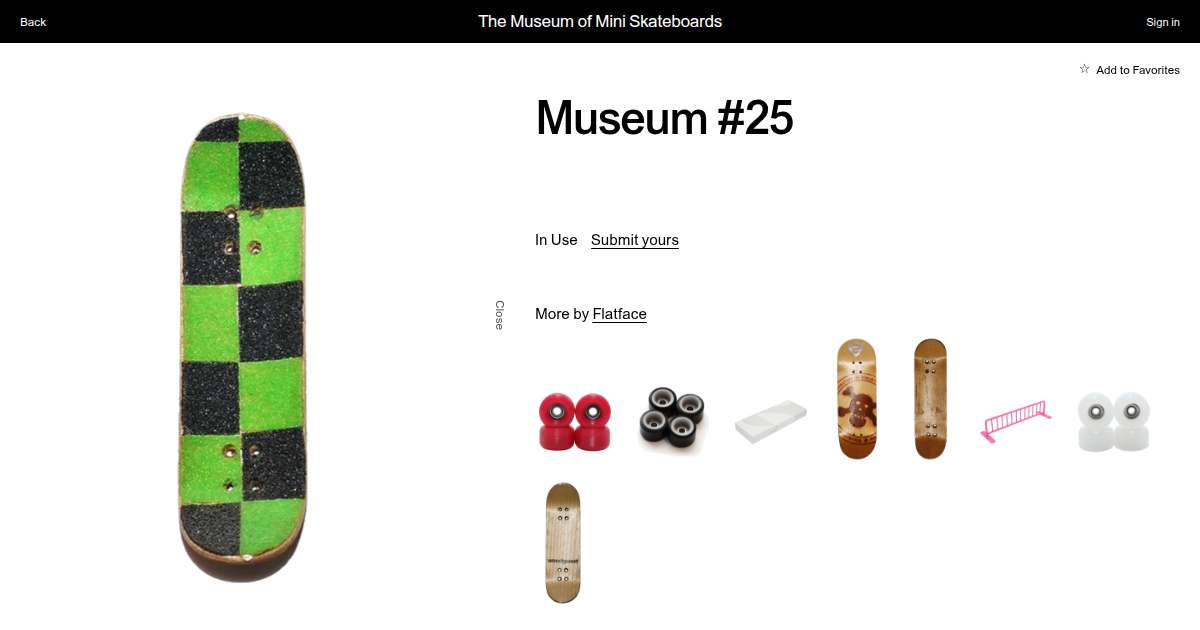 Back
The Museum of Mini Skateboards
Sign in
☆ Add to Favorites
Museum #25
In Use Submit yours
Close
More by Flatface